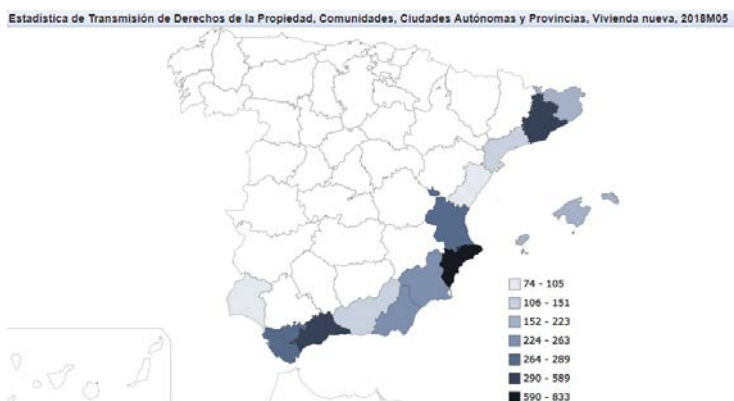 Estadística de Transmisión de Derechos de la Propiedad, Comunidades, Ciudades Autónomas y Provincias, Vivienda nueva, 2018M05
74 - 105
106 - 151
152 - 223
224 - 263
264 - 289
290 - 589
590 - 833